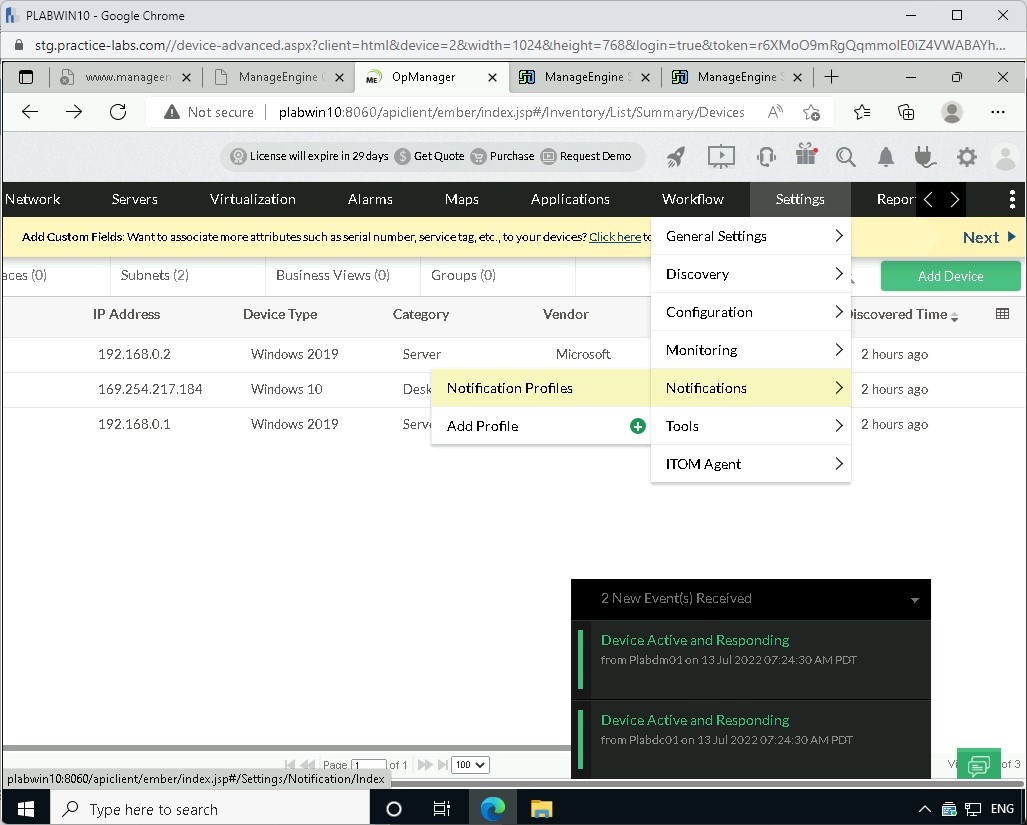 PLABWIN10 - Google Chrome
stg.practice-labs.com//device-advanced.aspx?client=html&device=2&width=1024&height=768&login=true&token=r6XMoO9mRgQqmmolE0iZ4VWABAYh...
www.manageen
ManageEngine
OpManager
ManageEngine S
ManageEngine S
Not secure
plabwin10:8060/apiclient/ember/index.jsp#/Inventory/List/Summary/Devices
License will expire in 29 days
Get Quote
Purchase
Request Demo
Network
Servers
Virtualization
Alarms
Maps
Applications
Workflow
Settings
Repor
Add Custom Fields: Want to associate more attributes such as serial number, service tag, etc., to your devices? Click here to
Next
General Settings
Discovery
Configuration
Monitoring
Notifications
Tools
ITOM Agent
Notification Profiles
Add Profile
aces (0)
Subnets (2)
Business Views (0)
Groups (0)
Add Device
IP Address
Device Type
Category
Vendor
Discovered Time
192.168.0.2
Windows 2019
Server
Microsoft
2 hours ago
169.254.217.184
Windows 10
Desk
2 hours ago
192.168.0.1
Windows 2019
Serve
2 hours ago
2 New Event(s) Received
Device Active and Responding
from Plabdm01 on 13 Jul 2022 07:24:30 AM PDT
Device Active and Responding
from Plabdc01 on 13 Jul 2022 07:24:30 AM PDT
Page 1 of 1
100
Vi
of 3
plabwin10:8060/apiclient/ember/index.jsp#/Settings/Notification/Index
Type here to search
ENG